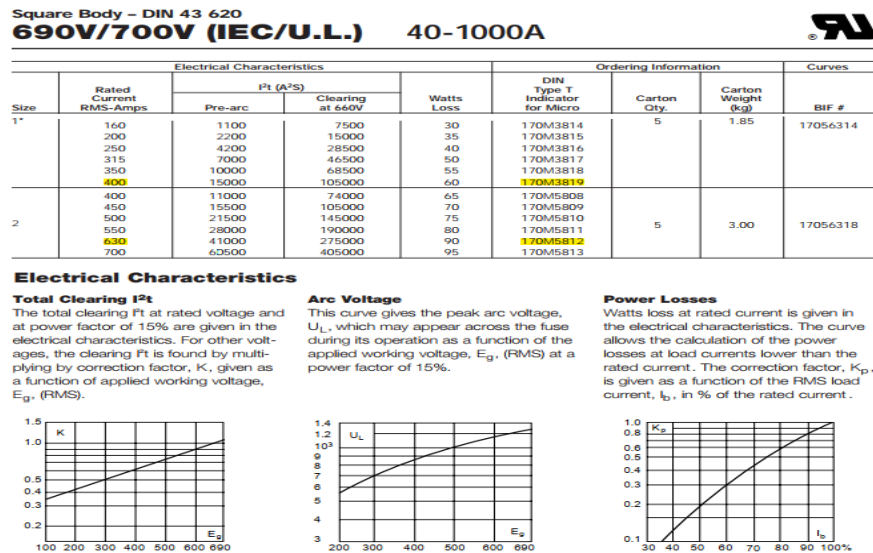 Square Body – DIN 43 620
690V/700V (IEC/U.L.) 40-1000A
Electrical Characteristics Ordering Information Curves
Size Rated Current RMS-Amps I²t (A²S) Pre-arc Clearing at 660V Watts Loss DIN Type T Indicator for Micro Carton Qty. Carton Weight (kg) BIF #
1* 160 1100 7500 30 170M3814 5 1.85 17056314
200 2200 15000 35 170M3815
250 4200 28500 40 170M3816
315 7000 46500 50 170M3817
350 10000 68500 55 170M3818
400 15000 105000 60 170M3819
400 11000 74000 65 170M5808
450 15500 105000 70 170M5809
2 500 21500 145000 75 170M5810 5 3.00 17056318
550 28000 190000 80 170M5811
630 41000 275000 90 170M5812
700 60500 405000 95 170M5813
Electrical Characteristics
Total Clearing I²t
The total clearing I²t at rated voltage and
at power factor of 15% are given in the
electrical characteristics. For other volt-
ages, the clearing I²t is found by multi-
plying by correction factor, K, given as
a function of applied working voltage,
Eg, (RMS).
Arc Voltage
This curve gives the peak arc voltage,
UL, which may appear across the fuse
during its operation as a function of the
applied working voltage, Eg, (RMS) at a
power factor of 15%.
Power Losses
Watts loss at rated current is given in
the electrical characteristics. The curve
allows the calculation of the power
losses at load currents lower than the
rated current. The correction factor, Kp,
is given as a function of the RMS load
current, Ib, in % of the rated current.
1.5
K
1.0
0.5
0.4
0.3
0.2
Eg
100 200 300 400 500 600 690
1.4
1.2
UL
10³
9
8
7
6
5
4
3
Eg
200 300 400 500 600 690
1.0
Kp
0.8
0.6
0.5
0.4
0.3
0.2
0.1
Ib
30 40 50 60 70 80 90 100%